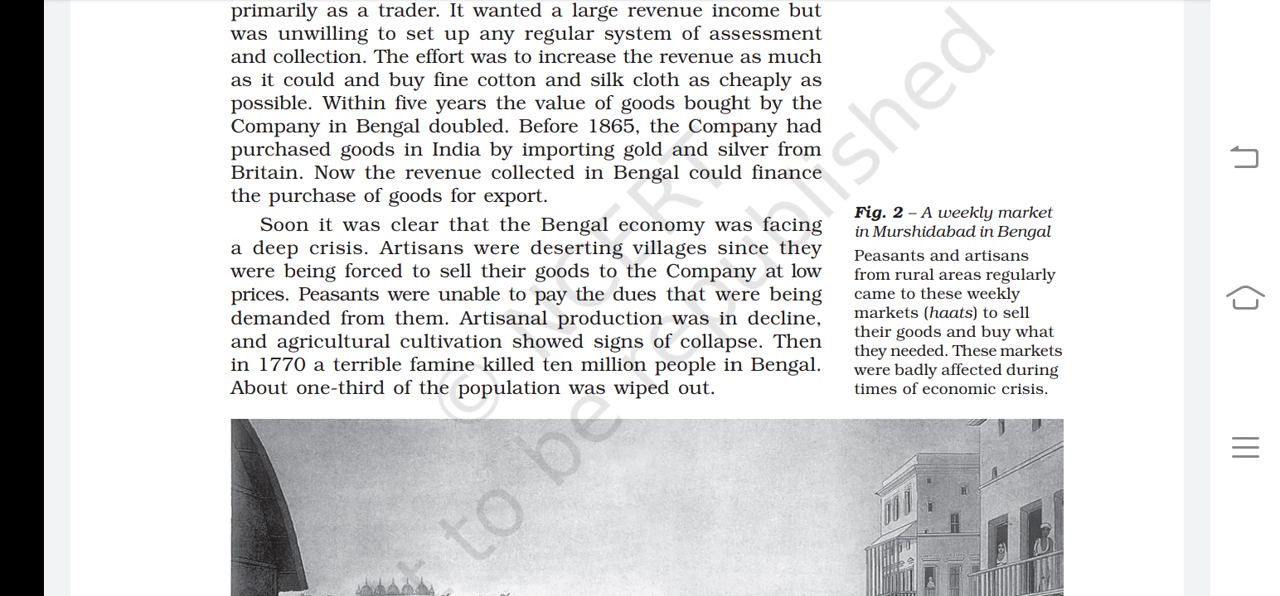 primarily as a trader. It wanted a large revenue income but
was unwilling to set up any regular system of assessment
and collection. The effort was to increase the revenue as much
as it could and buy fine cotton and silk cloth as cheaply as
possible. Within five years the value of goods bought by the
Company in Bengal doubled. Before 1865, the Company had
purchased goods in India by importing gold and silver from
Britain. Now the revenue collected in Bengal could finance
the purchase of goods for export.
Soon it was clear that the Bengal economy was facing
a deep crisis. Artisans were deserting villages since they
were being forced to sell their goods to the Company at low
prices. Peasants were unable to pay the dues that were being
demanded from them. Artisanal production was in decline,
and agricultural cultivation showed signs of collapse. Then
in 1770 a terrible famine killed ten million people in Bengal.
About one-third of the population was wiped out.
Fig. 2 – A weekly market
in Murshidabad in Bengal
Peasants and artisans
from rural areas regularly
came to these weekly
markets (haats) to sell
their goods and buy what
they needed. These markets
were badly affected during
times of economic crisis.
© NCERT
to be republished